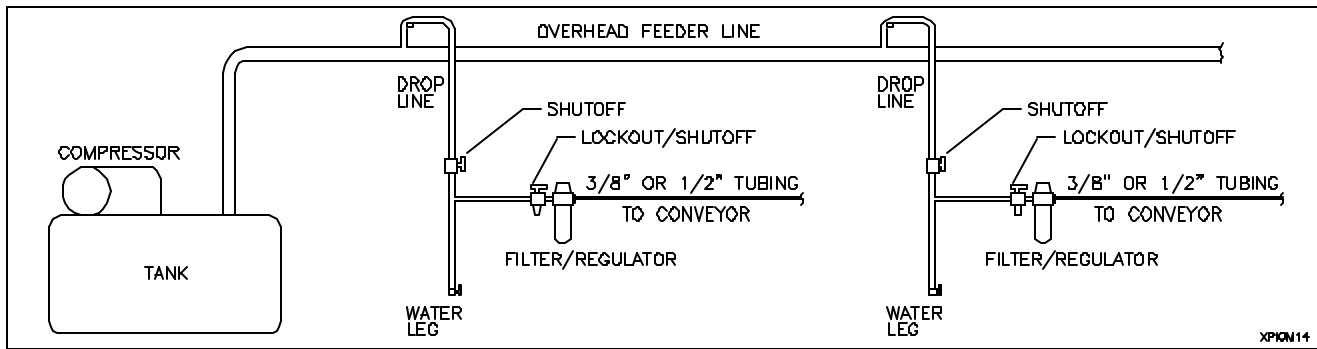 OVERHEAD FEEDER LINE
DROP
LINE
DROP
LINE
SHUTOFF
SHUTOFF
LOCKOUT/SHUTOFF
LOCKOUT/SHUTOFF
COMPRESSOR
3/8" OR 1/2" TUBING
TO CONVEYOR
3/8" OR 1/2" TUBING
TO CONVEYOR
TANK
FILTER/REGULATOR
FILTER/REGULATOR
WATER
LEG
WATER
LEG